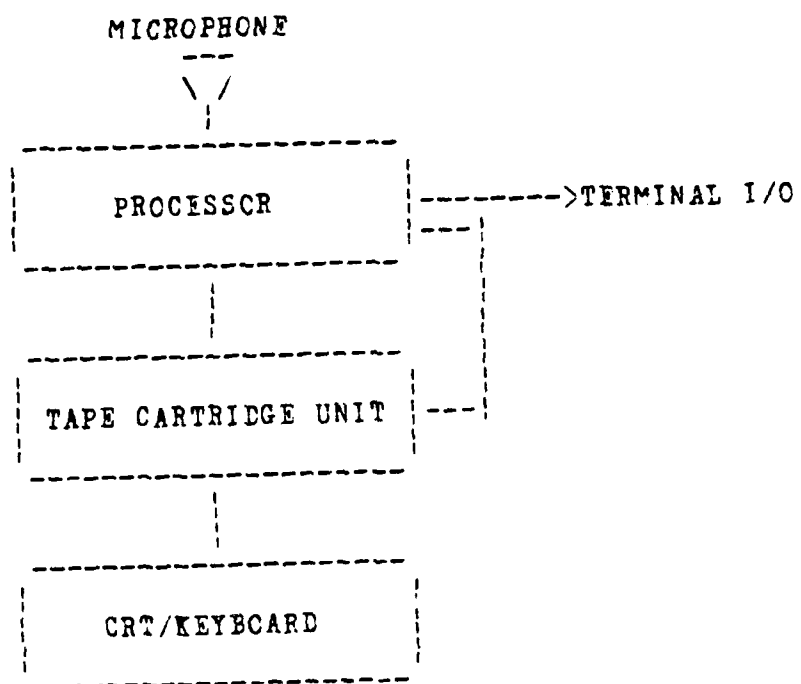 MICROPHONE
PROCESSCR
TERMINAL I/O
TAPE CARTRIDGE UNIT
CRT/KEYBCARD